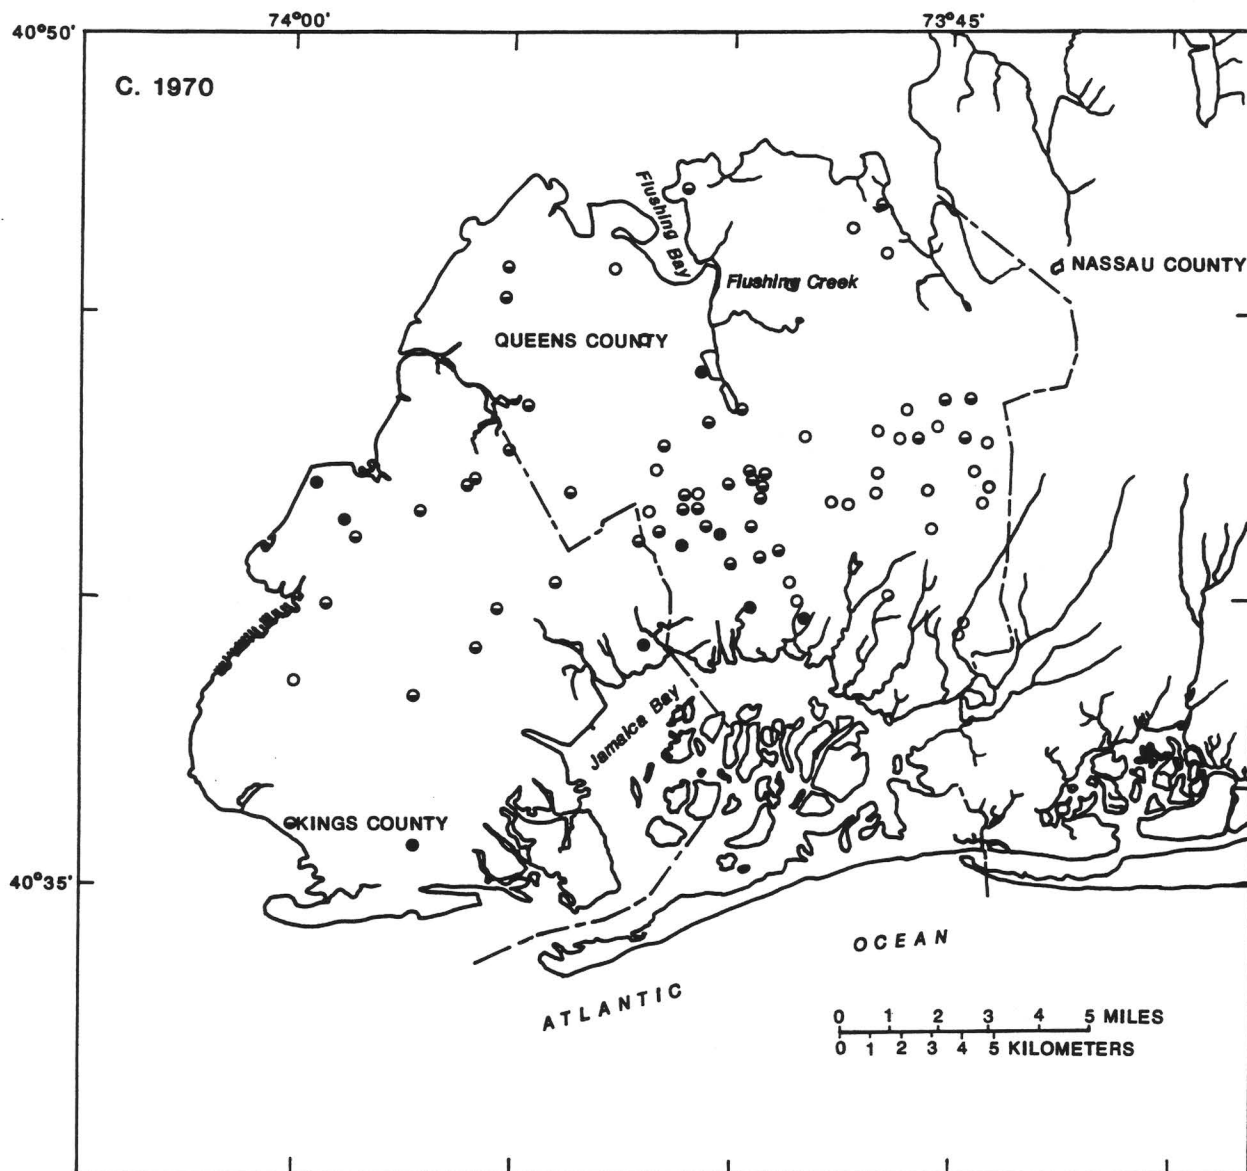 74°00'
73°45'
40°50'
C. 1970
Flushing Bay
NASSAU COUNTY
Flushing Creek
QUEENS COUNTY
Jamaica Bay
KINGS COUNTY
40°35'
OCEAN
ATLANTIC
0 1 2 3 4 5 MILES
0 1 2 3 4 5 KILOMETERS